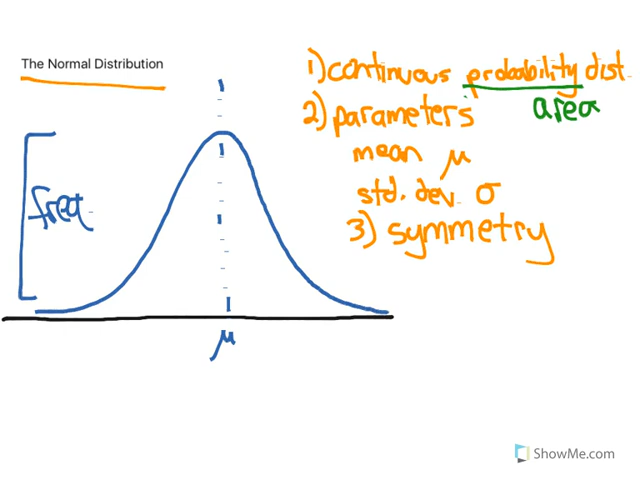 The Normal Distribution
1) continuous probability dist.
area
2) parameters
mean μ
std. dev. σ
3) symmetry
freq.
μ
ShowMe.com